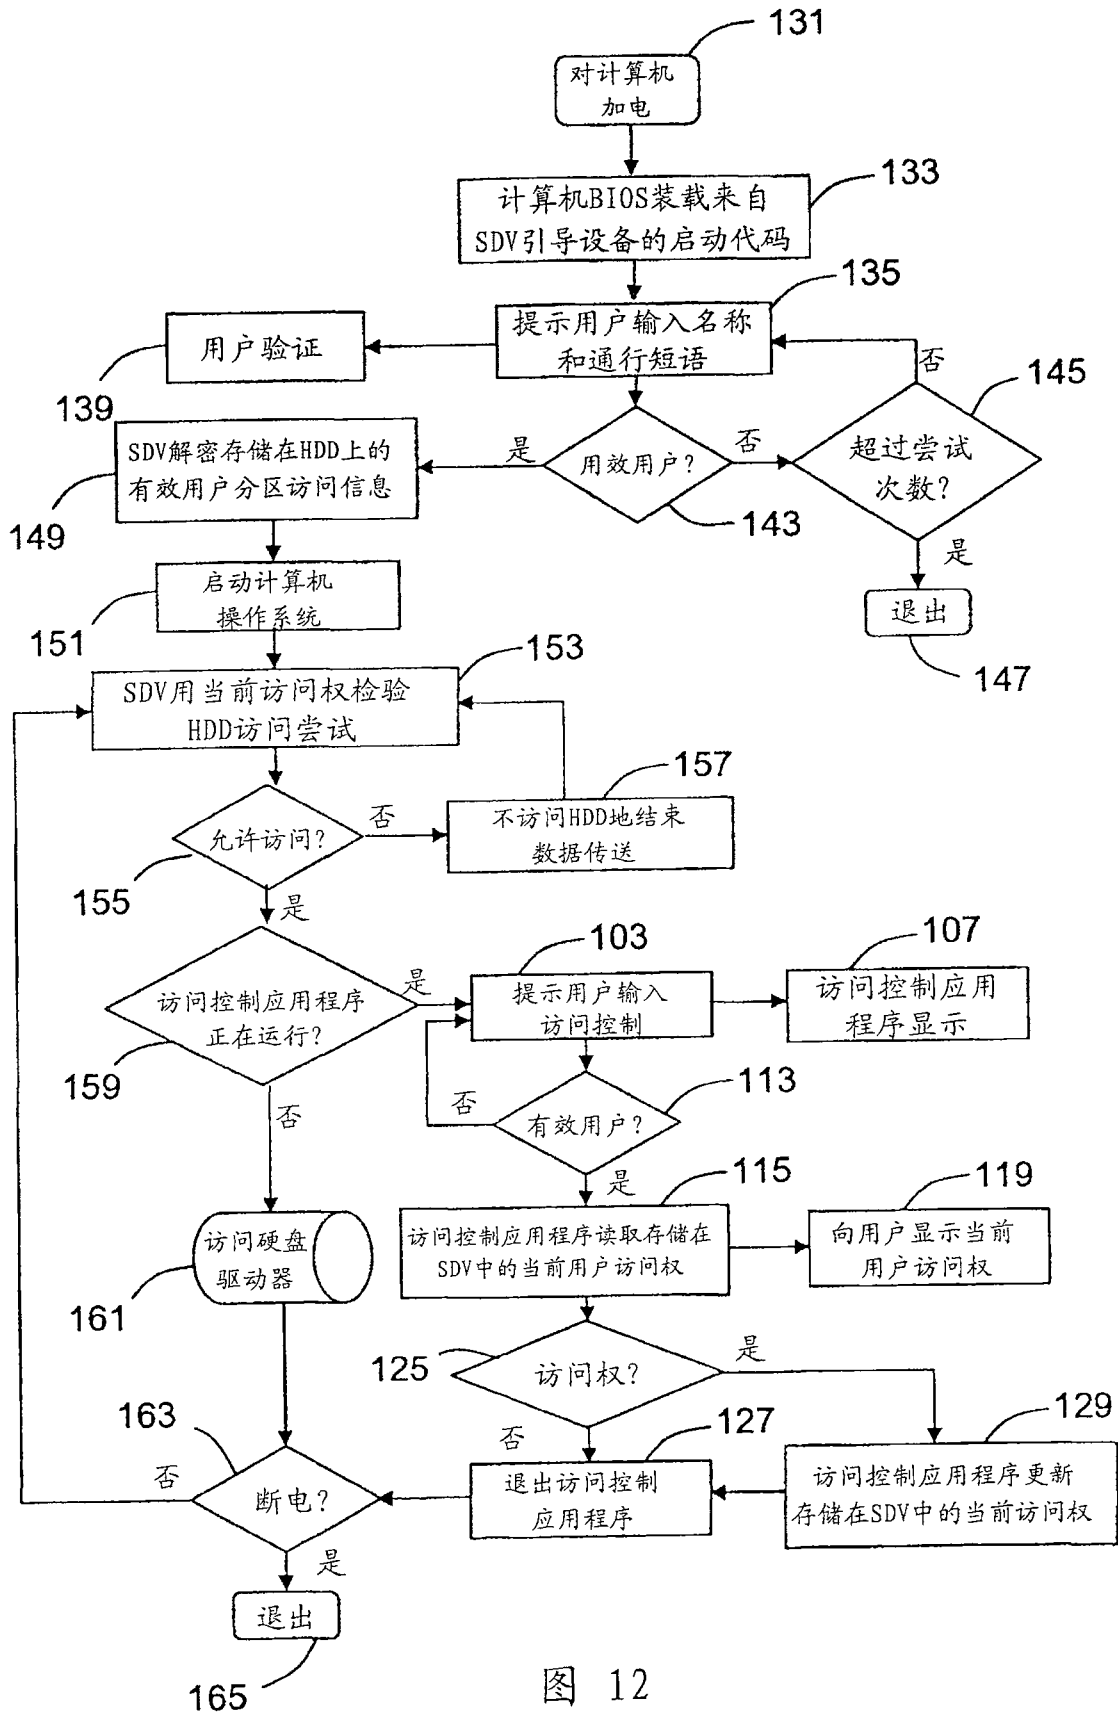 131
对计算机
加电
133
计算机BIOS装载来自
SDV引导设备的启动代码
135
提示用户输入名称
和通行短语
用户验证
139
否
145
超过尝试
次数?
SDV解密存储在HDD上的
有效用户分区访问信息
149
是
用效用户?
否
143
是
退出
147
启动计算机
操作系统
151
153
SDV用当前访问权检验
HDD访问尝试
157
不访问HDD地结束
数据传送
允许访问?
否
155
是
103
107
访问控制应用程序
正在运行?
是
提示用户输入
访问控制
访问控制应用
程序显示
159
否
113
否
有效用户?
是
115
119
访问控制应用程序读取存储在
SDV中的当前用户访问权
向用户显示当前
用户访问权
访问硬盘
驱动器
161
125
访问权?
是
163
否
127
129
否
断电?
退出访问控制
应用程序
访问控制应用程序更新
存储在SDV中的当前访问权
是
退出
165
图 12